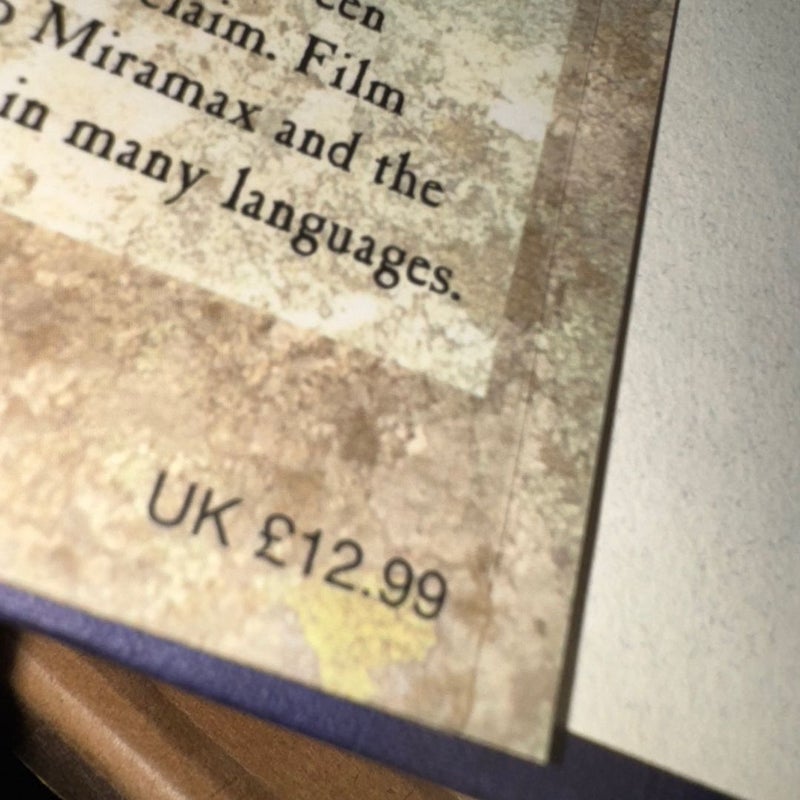 claim. Film
Miramax and the
in many languages.
UK £12.99